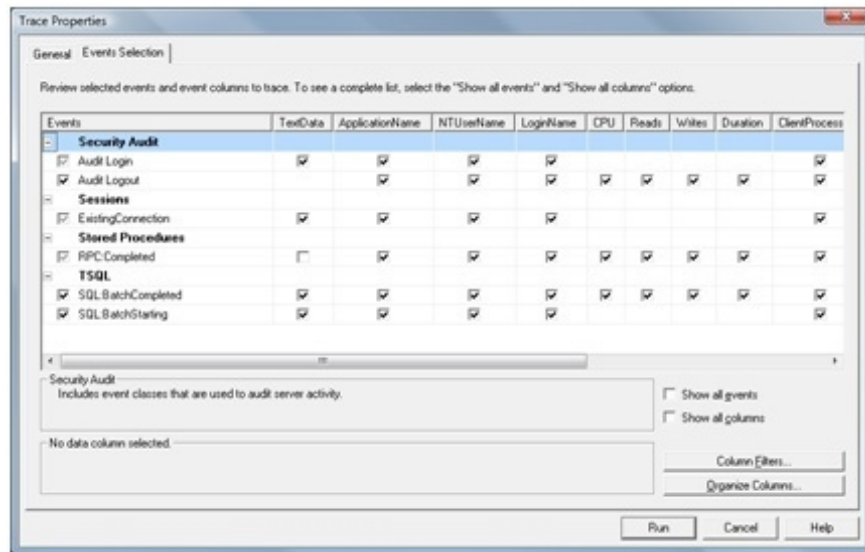 Trace Properties
General Events Selection
Review selected events and event columns to trace. To see a complete list, select the "Show all events" and "Show all columns" options.
Events TextData ApplicationName NTUserName LoginName CPU Reads Writes Duration ClientProcess
Security Audit
Audit Login
Audit Logout
Sessions
ExistingConnection
Stored Procedures
RPC:Completed
TSQL
SQL:BatchCompleted
SQL:BatchStarting
Security Audit
Includes event classes that are used to audit server activity.
Show all events
Show all columns
No data column selected.
Column Filters...
Organize Columns...
Run Cancel Help